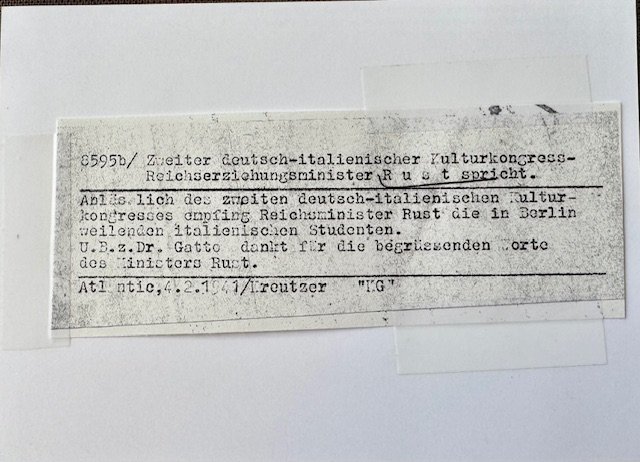 8595b/ Zweiter deutsch-italienischer Kulturkongress-
Reichserziehungsminister R u s t spricht.
Anlässlich des zweiten deutsch-italienischen Kultur-
kongresses empfing Reichsminister Rust die in Berlin
weilenden italienischen Studenten.
U.B.z.Dr. Gatto dankt für die begrüssenden Worte
des Ministers Rust.
Atlantic,4.2.1941/Kreutzer "KG"